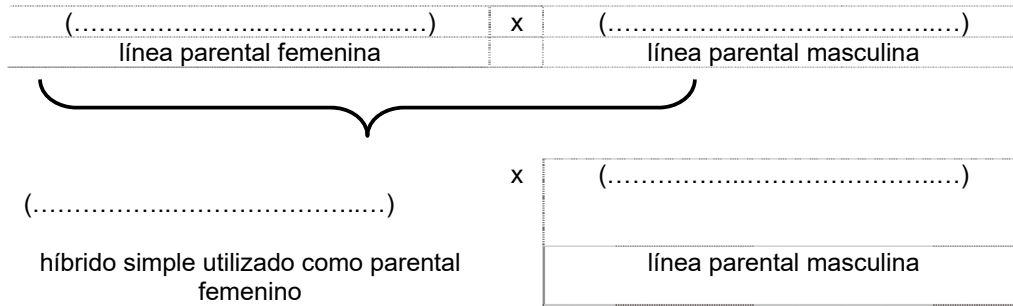 (…………………..……………..…) x (……………..…………………..…)
línea parental femenina línea parental masculina
x (……………..…………………..…)
(……………..…………………..…)
híbrido simple utilizado como parental línea parental masculina
femenino